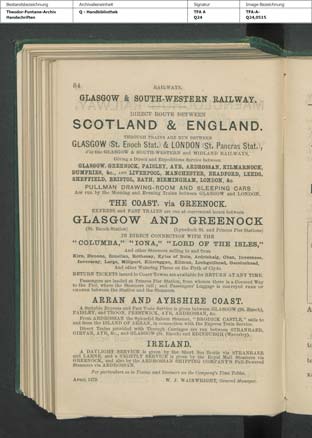 Bestandsbezeichnung Archivalieneinheit Signatur Image-Bezeichnung
Theodor-Fontane-Archiv Q - Handbibliothek TFA A TFA-A-
Handschriften Q24 Q24,0515
84 RAILWAYS.
GLASGOW & SOUTH-WESTERN RAILWAY.
DIRECT ROUTE BETWEEN
SCOTLAND & ENGLAND.
THROUGH TRAINS ARE RUN BETWEEN
GLASGOW (St. Enoch Stat.) & LONDON (St. Pancras Stat.),
Via the GLASGOW & SOUTH-WESTERN and MIDLAND RAILWAYS,
Giving a Direct and Expeditious Service between
GLASGOW, GREENOCK, PAISLEY, AYR, ARDROSSAN, KILMARNOCK,
DUMFRIES, &c., AND LIVERPOOL, MANCHESTER, BRADFORD, LEEDS,
SHEFFIELD, BRISTOL, BATH, BIRMINGHAM, LONDON, &c.
PULLMAN DRAWING-ROOM AND SLEEPING CARS
Are run by the Morning and Evening Trains between GLASGOW and LONDON.
THE COAST. via GREENOCK.
EXPRESS and FAST TRAINS are run at convenient hours between
GLASGOW AND GREENOCK
(St. Enoch Station) (Lynedoch St. and Princes Pier Stations)
IN DIRECT CONNECTION WITH THE
"COLUMBA," "IONA," "LORD OF THE ISLES,"
And other Steamers sailing to and from
Kirn, Dunoon, Innellan, Rothesay, Kyles of Bute, Ardrishaig, Oban, Inveraray,
Largs, Millport, Kilcreggan, Kilmun, Lochgoilhead, Garelochhead,
And other Watering Places on the Firth of Clyde.
RETURN TICKETS issued to Coast Towns are available for RETURN AT ANY TIME.
Passengers are landed at Princes Pier Station, from whence there is a Covered Way
to the Pier, where the Steamers call; and Passengers' Luggage is conveyed FREE OF
CHARGE between the Station and the Steamers.
ARRAN AND AYRSHIRE COAST.
A Suitable Express and Fast Train Service is given between GLASGOW (St. Enoch),
PAISLEY, and TROON, PRESTWICK, AYR, ARDROSSAN, &c.
From ARDROSSAN the Splendid Saloon Steamer, "BRODICK CASTLE," sails to
and from the ISLAND OF ARRAN, in connection with the Express Train Service.
Direct Trains provided with Through Carriages are run between STRANRAER,
GIRVAN, AYR, &c., and GLASGOW (St. Enoch) and EDINBURGH (Waverley).
IRELAND.
A DAYLIGHT SERVICE is given by the Short Sea Route via STRANRAER
and LARNE, and a NIGHTLY SERVICE is given by the Royal Mail Steamers via
GREENOCK, and also by the ARDROSSAN SHIPPING COMPANY'S Full-Powered
Steamers via ARDROSSAN.
For particulars as to Trains and Steamers see the Company's Time Tables.
W. J. WAINWRIGHT, General Manager.